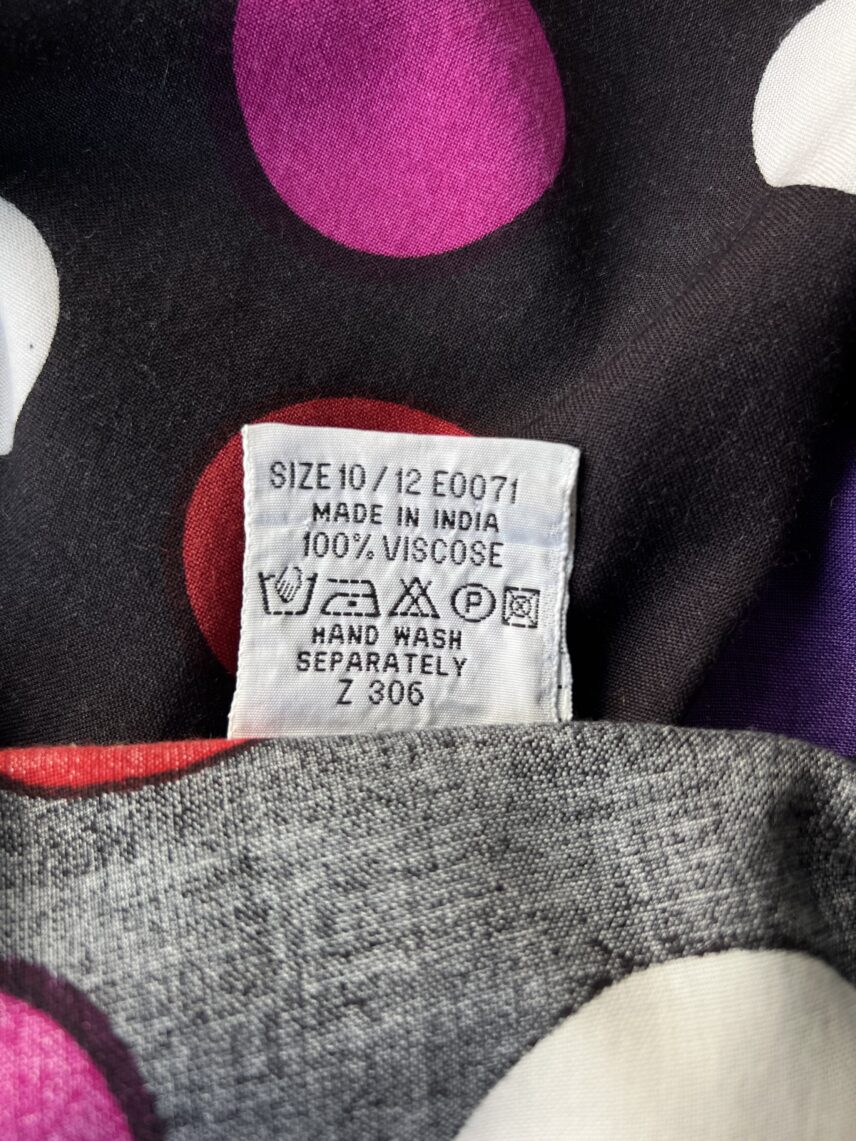 SIZE 10 / 12 E0071
MADE IN INDIA
100% VISCOSE
P
HAND WASH
SEPARATELY
Z 306